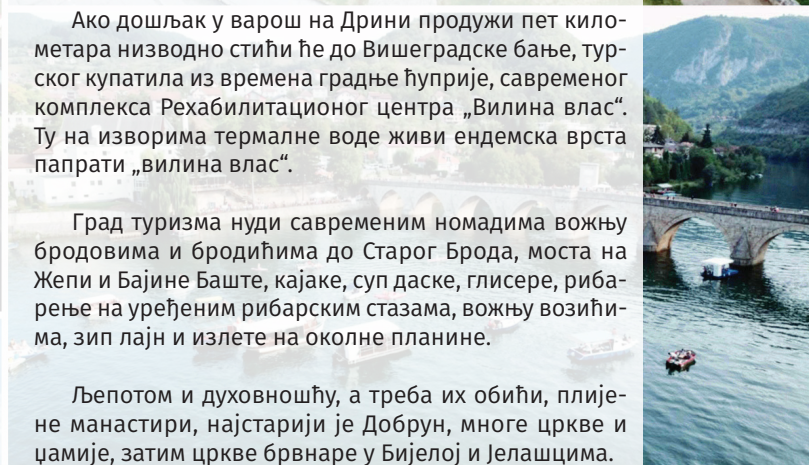 Ако дошљак у варош на Дрини продужи пет кило-
метара низводно стићи ће до Вишеградске бање, тур-
ског купатила из времена градње ћуприје, савременог
комплекса Рехабилитационог центра „Вилина влас“.
Ту на изворима термалне воде живи ендемска врста
папрати „вилина влас“.
Град туризма нуди савременим номадима вожњу
бродовима и бродићима до Старог Брода, моста на
Жепи и Бајине Баште, кајаке, суп даске, глисере, риба-
рење на уређеним рибарским стазама, вожњу возићи-
ма, зип лајн и излете на околне планине.
Љепотом и духовношћу, а треба их обићи, плије-
не манастири, најстарији је Добрун, многе цркве и
џамије, затим цркве брвнаре у Бијелој и Јелашцима.